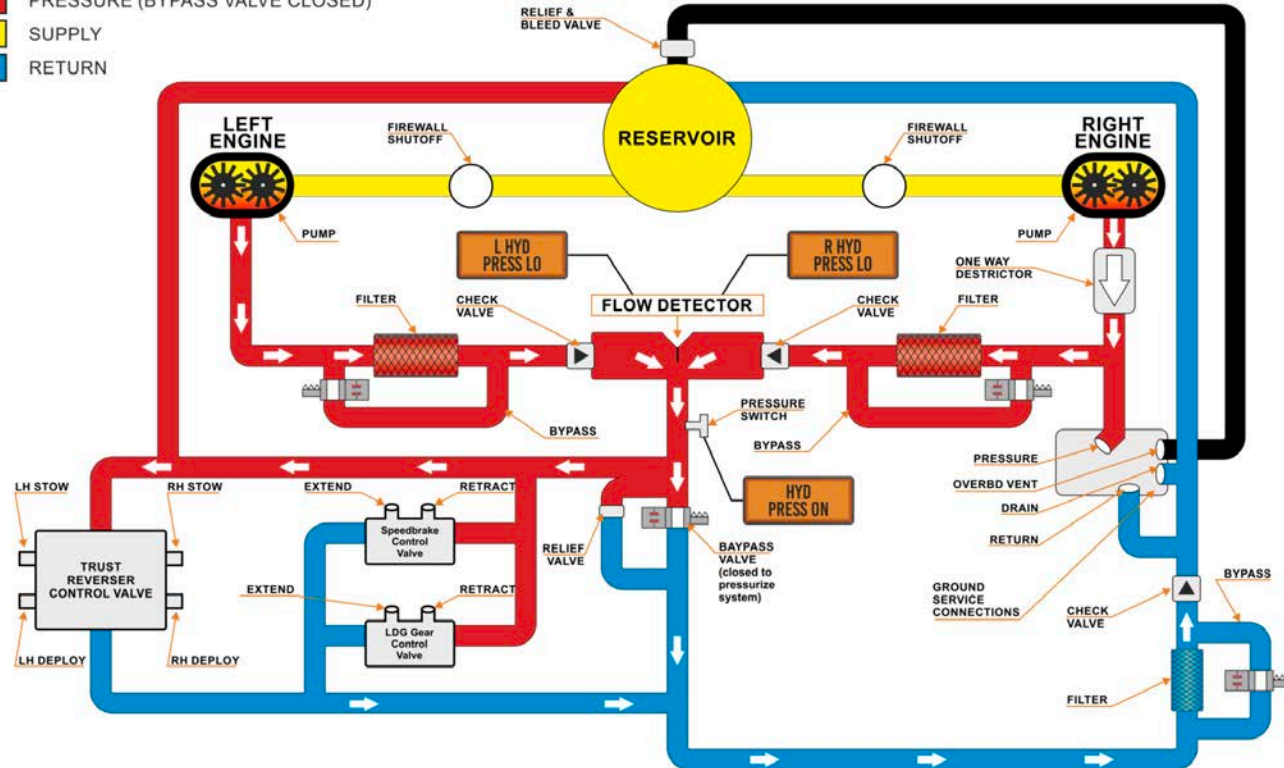 PRESSURE (BYPASS VALVE CLOSED)
SUPPLY
RETURN
RELIEF &
BLEED VALVE
LEFT
ENGINE
FIREWALL
SHUTOFF
RESERVOIR
FIREWALL
SHUTOFF
RIGHT
ENGINE
PUMP
L HYD
PRESS LO
R HYD
PRESS LO
PUMP
ONE WAY
DESTRICTOR
FILTER
CHECK
VALVE
FLOW DETECTOR
CHECK
VALVE
FILTER
BYPASS
PRESSURE
SWITCH
BYPASS
PRESSURE
OVERBD VENT
DRAIN
RETURN
LH STOW
RH STOW
EXTEND
RETRACT
Speedbrake
Control
Valve
HYD
PRESS ON
RELIEF
VALVE
BAYPASS
VALVE
(closed to
pressurize
system)
TRUST
REVERSER
CONTROL VALVE
EXTEND
RETRACT
LDG Gear
Control
Valve
GROUND
SERVICE
CONNECTIONS
CHECK
VALVE
BYPASS
LH DEPLOY
RH DEPLOY
FILTER